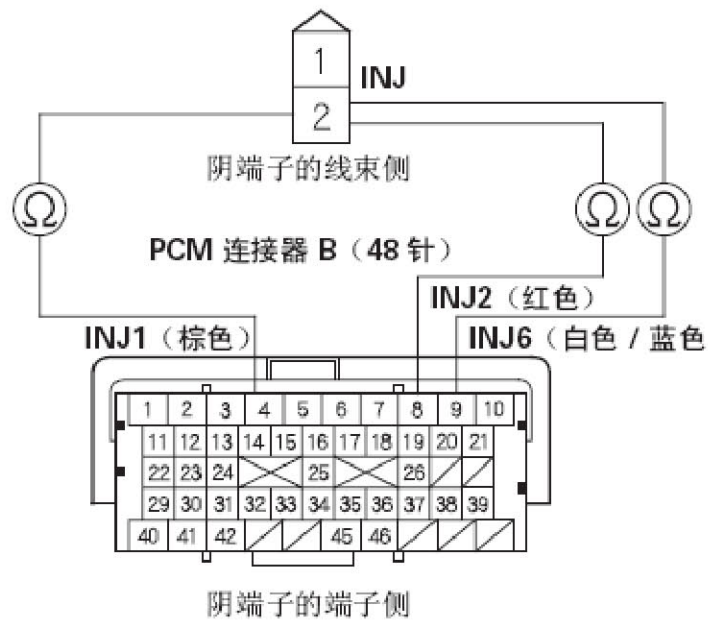 1
INJ
2
阴端子的线束侧
Ω Ω Ω
PCM 连接器 B（48 针）
INJ2（红色）
INJ1（棕色） INJ6（白色 / 蓝色
1 2 3 4 5 6 7 8 9 10
11 12 13 14 15 16 17 18 19 20 21
22 23 24 25 26
29 30 31 32 33 34 35 36 37 38 39
40 41 42 45 46
阴端子的端子侧